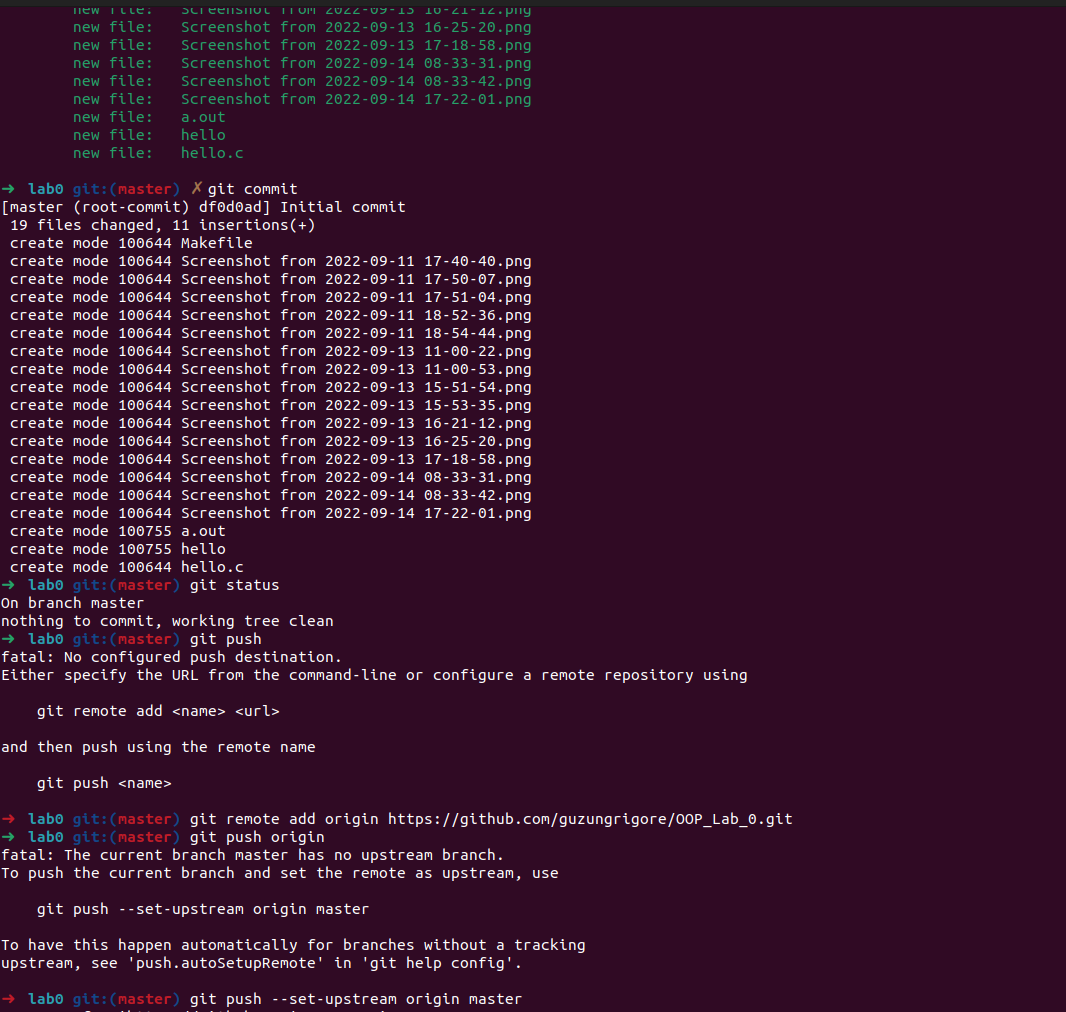 new file:   Screenshot from 2022-09-13 16-21-12.png
new file:   Screenshot from 2022-09-13 16-25-20.png
new file:   Screenshot from 2022-09-13 17-18-58.png
new file:   Screenshot from 2022-09-14 08-33-31.png
new file:   Screenshot from 2022-09-14 08-33-42.png
new file:   Screenshot from 2022-09-14 17-22-01.png
new file:   a.out
new file:   hello
new file:   hello.c
➜  lab0 git:(master) ✗ git commit
[master (root-commit) df0d0ad] Initial commit
 19 files changed, 11 insertions(+)
 create mode 100644 Makefile
 create mode 100644 Screenshot from 2022-09-11 17-40-40.png
 create mode 100644 Screenshot from 2022-09-11 17-50-07.png
 create mode 100644 Screenshot from 2022-09-11 17-51-04.png
 create mode 100644 Screenshot from 2022-09-11 18-52-36.png
 create mode 100644 Screenshot from 2022-09-11 18-54-44.png
 create mode 100644 Screenshot from 2022-09-13 11-00-22.png
 create mode 100644 Screenshot from 2022-09-13 11-00-53.png
 create mode 100644 Screenshot from 2022-09-13 15-51-54.png
 create mode 100644 Screenshot from 2022-09-13 15-53-35.png
 create mode 100644 Screenshot from 2022-09-13 16-21-12.png
 create mode 100644 Screenshot from 2022-09-13 16-25-20.png
 create mode 100644 Screenshot from 2022-09-13 17-18-58.png
 create mode 100644 Screenshot from 2022-09-14 08-33-31.png
 create mode 100644 Screenshot from 2022-09-14 08-33-42.png
 create mode 100644 Screenshot from 2022-09-14 17-22-01.png
 create mode 100755 a.out
 create mode 100755 hello
 create mode 100644 hello.c
➜  lab0 git:(master) git status
On branch master
nothing to commit, working tree clean
➜  lab0 git:(master) git push
fatal: No configured push destination.
Either specify the URL from the command-line or configure a remote repository using
    git remote add <name> <url>
and then push using the remote name
    git push <name>
➜  lab0 git:(master) git remote add origin https://github.com/guzungrigore/OOP_Lab_0.git
➜  lab0 git:(master) git push origin
fatal: The current branch master has no upstream branch.
To push the current branch and set the remote as upstream, use
    git push --set-upstream origin master
To have this happen automatically for branches without a tracking
upstream, see 'push.autoSetupRemote' in 'git help config'.
➜  lab0 git:(master) git push --set-upstream origin master